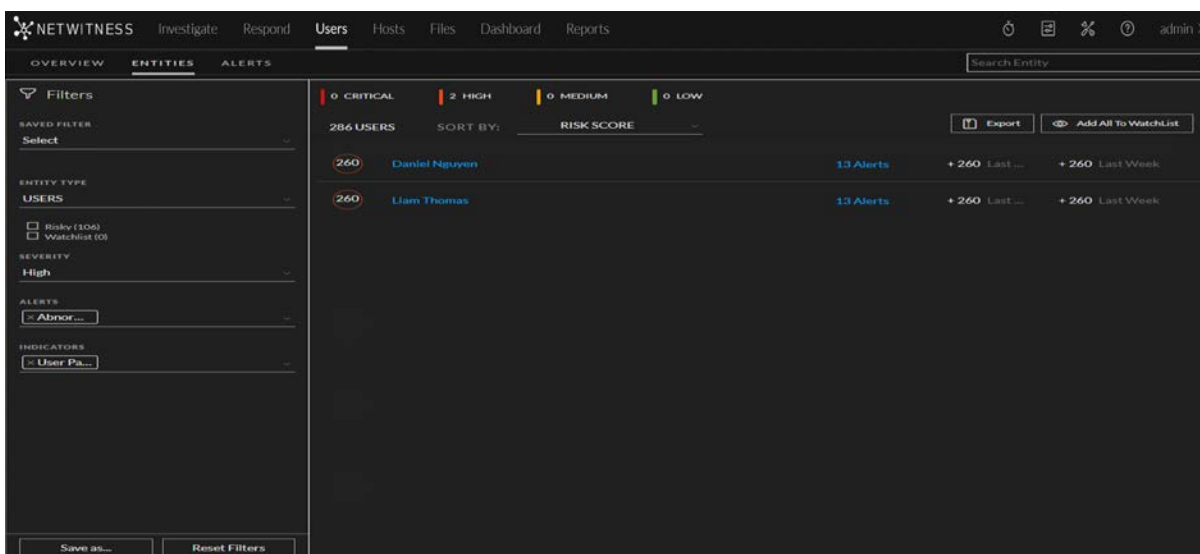 NETWITNESS Investigate Respond Users Hosts Files Dashboard Reports admin
OVERVIEW ENTITIES ALERTS Search Entity
Filters
SAVED FILTER
Select
ENTITY TYPE
USERS
Risky (106)
Watchlist (0)
SEVERITY
High
ALERTS
× Abnor...
INDICATORS
× User Pa...
Save as... Reset Filters
0 CRITICAL 2 HIGH 0 MEDIUM 0 LOW
286 USERS SORT BY: RISK SCORE Export Add All To WatchList
260 Daniel Nguyen 13 Alerts + 260 Last ... + 260 Last Week
260 Liam Thomas 13 Alerts + 260 Last ... + 260 Last Week